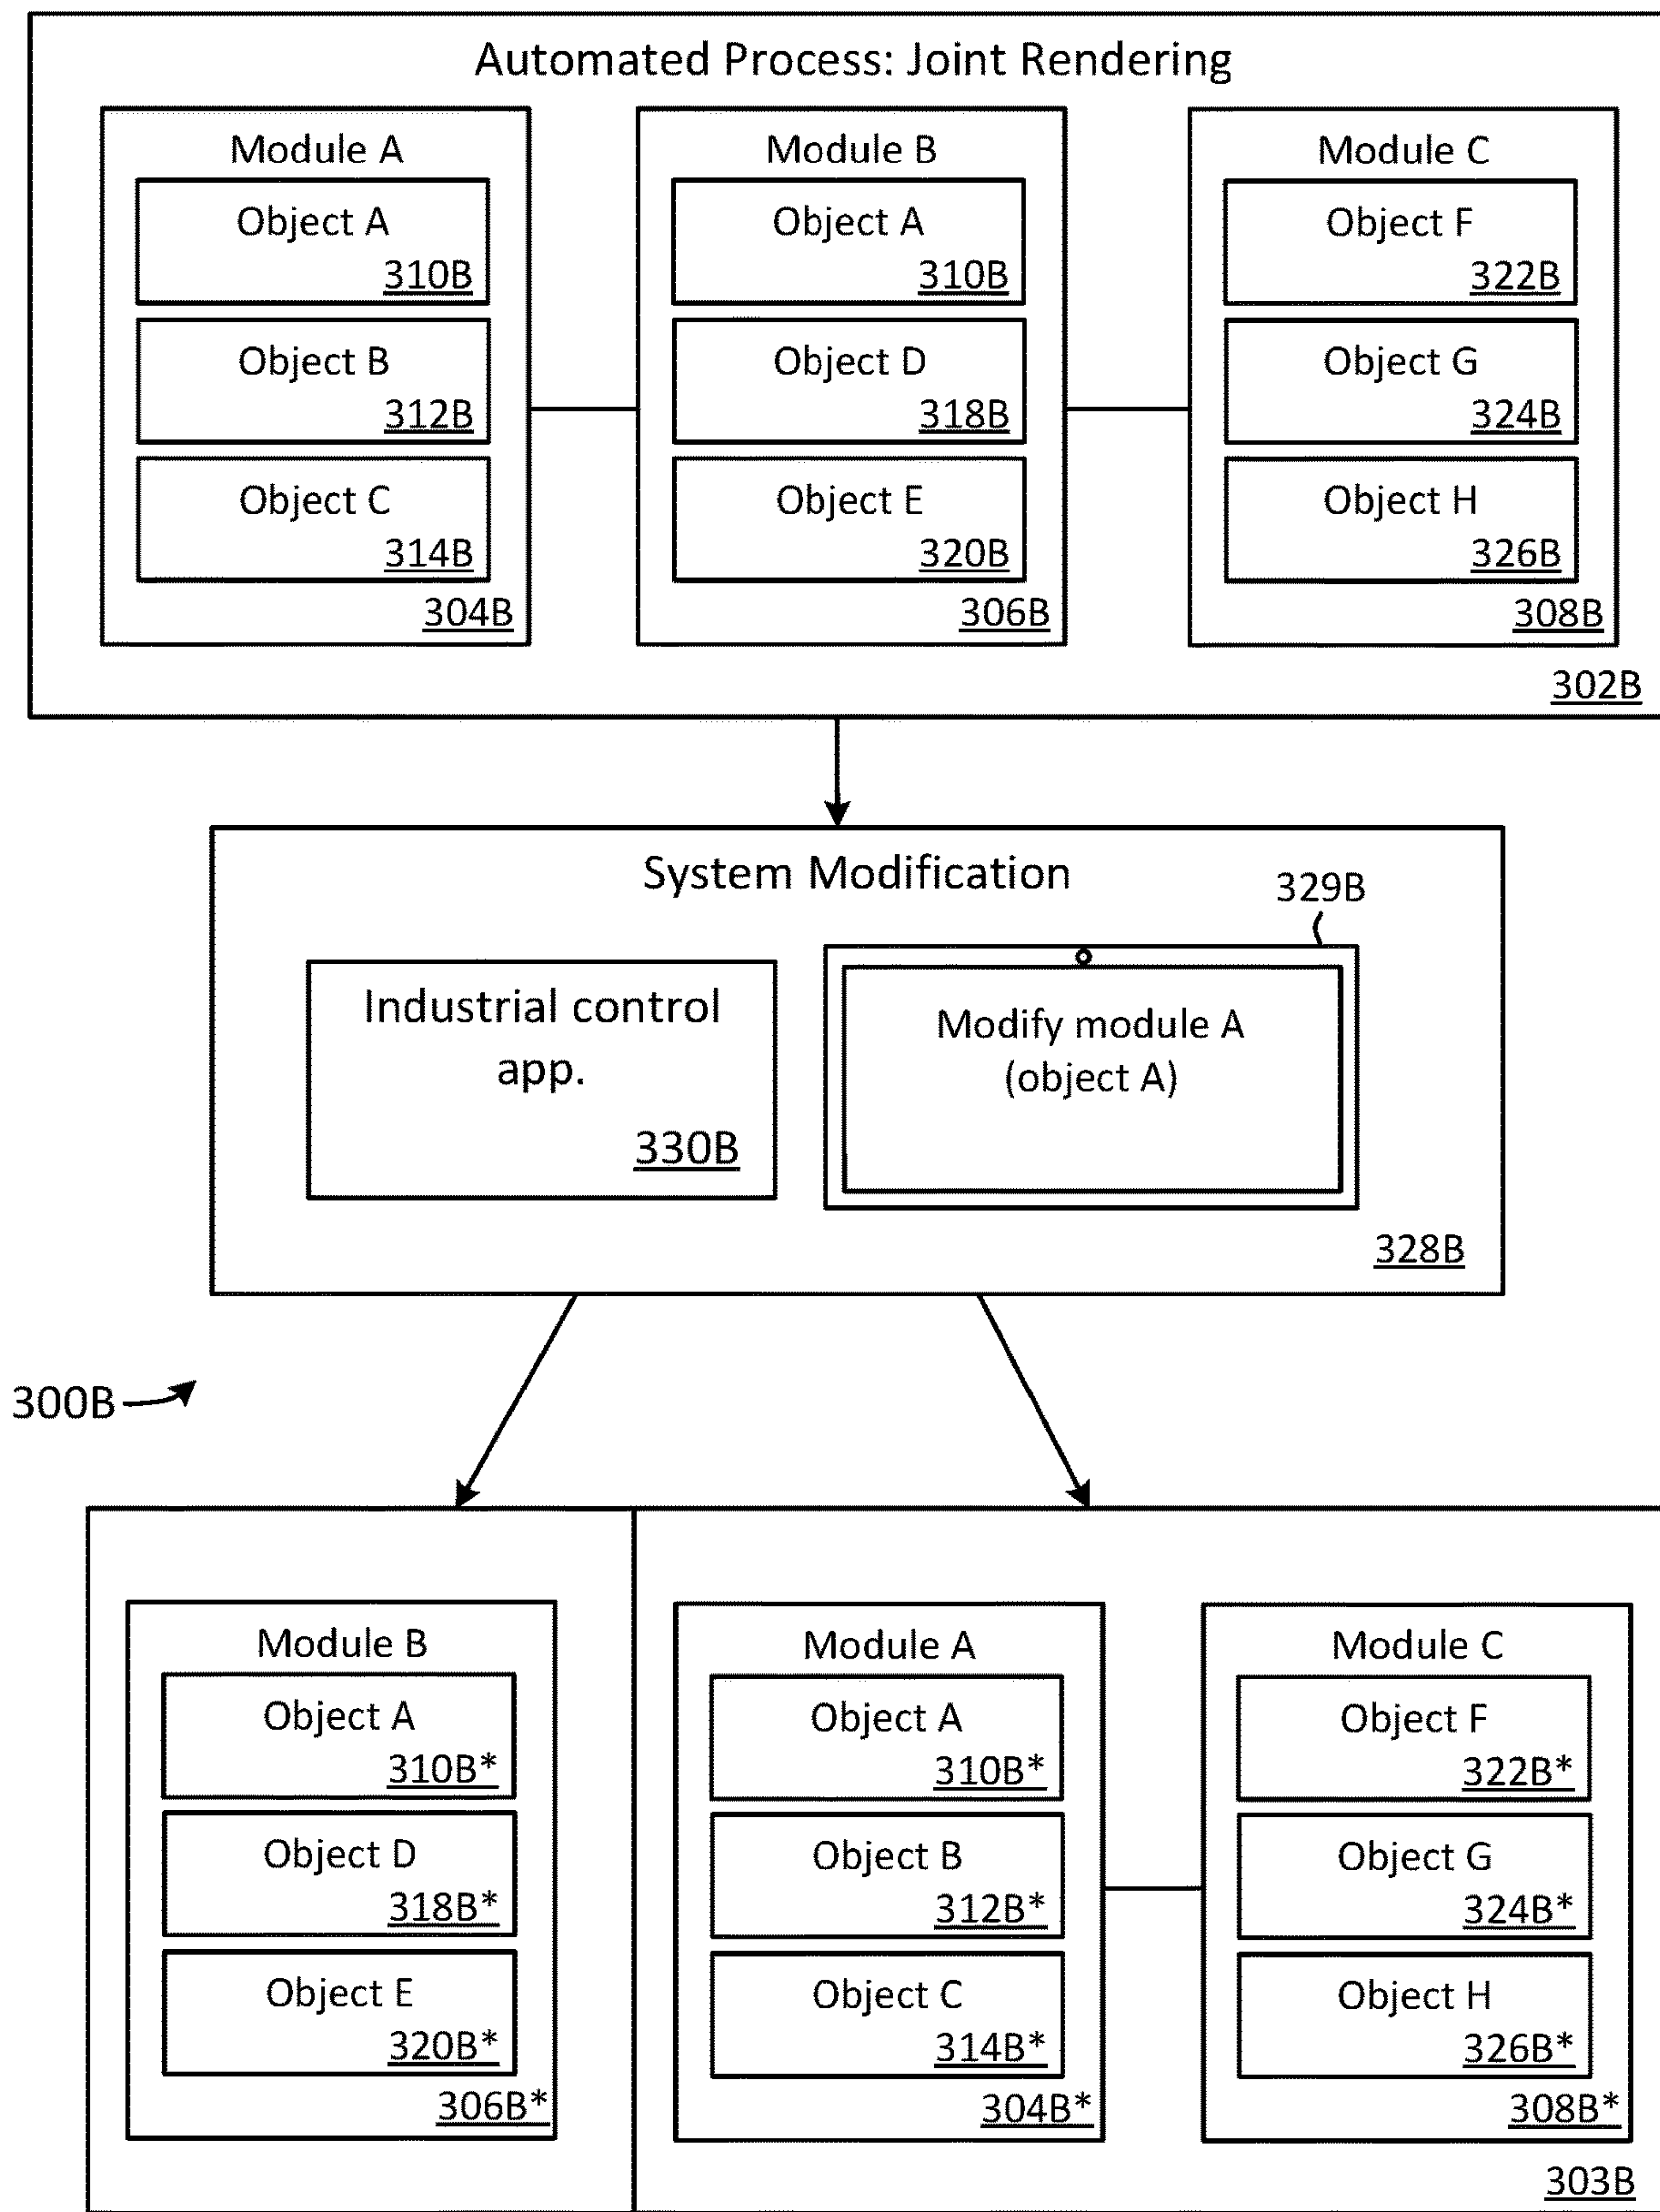 Automated Process: Joint Rendering
Module A
Object A
310B
Object B
312B
Object C
314B
304B
Module B
Object A
310B
Object D
318B
Object E
320B
306B
Module C
Object F
322B
Object G
324B
Object H
326B
308B
302B
System Modification
329B
Industrial control
app.
330B
Modify module A
(object A)
328B
300B
Module B
Object A
310B*
Object D
318B*
Object E
320B*
306B*
Module A
Object A
310B*
Object B
312B*
Object C
314B*
304B*
Module C
Object F
322B*
Object G
324B*
Object H
326B*
308B*
303B